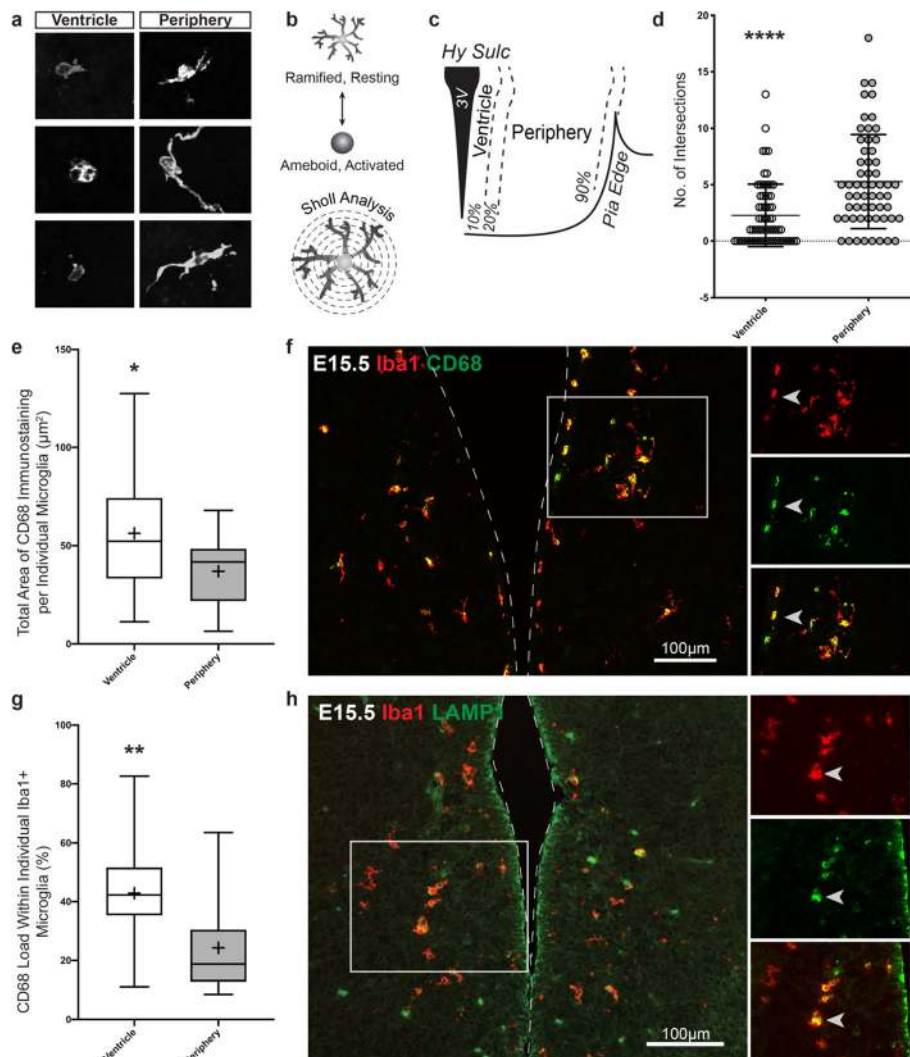 a
Ventricle
Periphery
b
Ramified, Resting
Ameboid, Activated
Sholl Analysis
c
Hy Sulc
3V
Ventricle
Periphery
10%
20%
90%
Pia Edge
d
****
No. of Intersections
20
15
10
5
0
-5
Ventricle
Periphery
e
*
Total Area of CD68 Immunostaining
per Individual Microglia (µm²)
150
100
50
0
Ventricle
Periphery
f
E15.5 Iba1 CD68
100µm
g
**
CD68 Load Within Individual Iba1+
Microglia (%)
100
80
60
40
20
0
Ventricle
Periphery
h
E15.5 Iba1 LAMP1
100µm